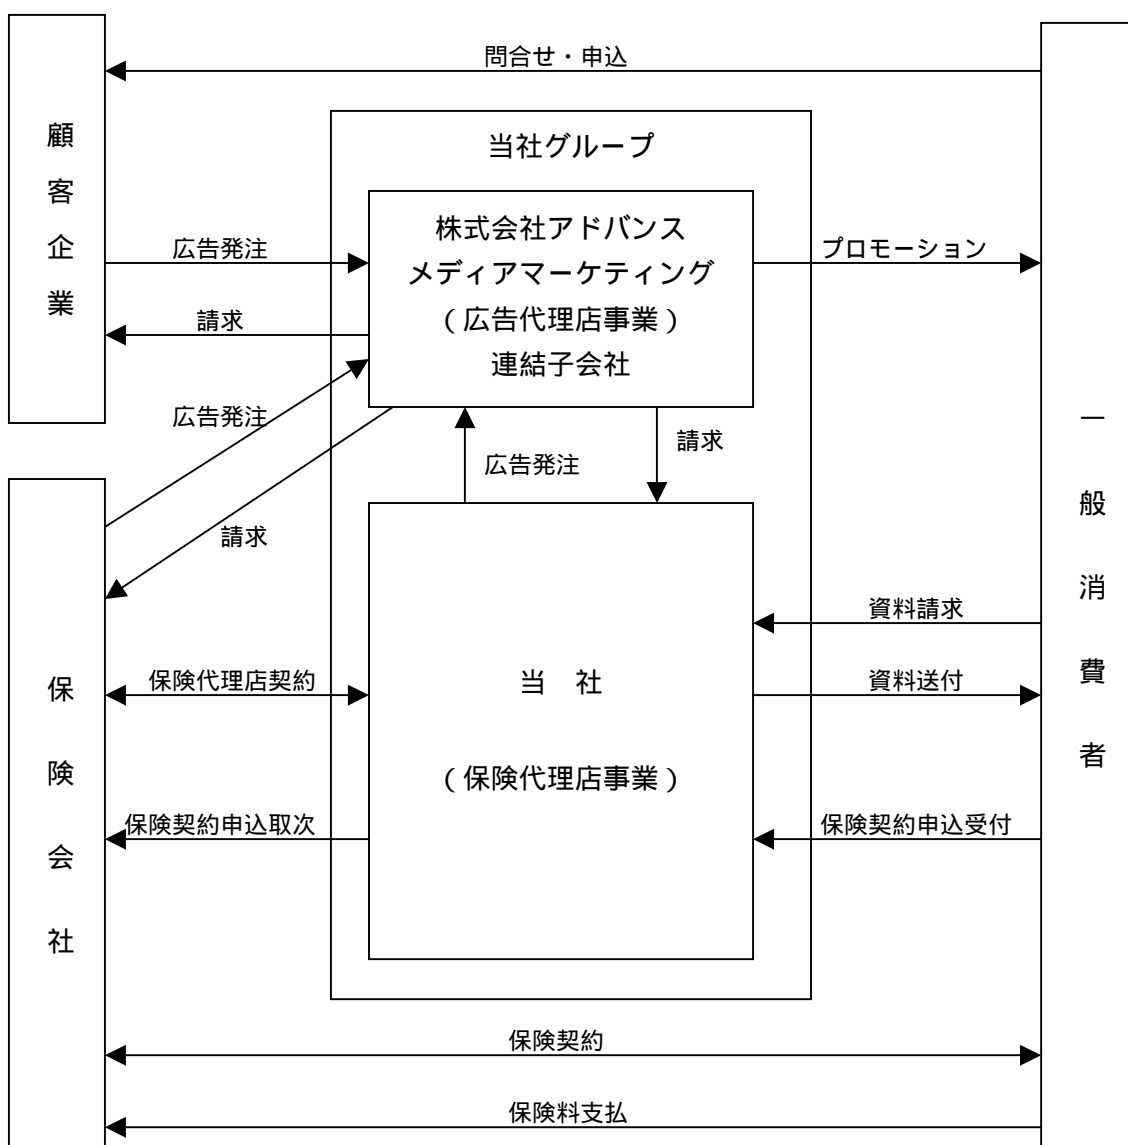 問合せ・申込
顧客企業
当社グループ
株式会社アドバンス
メディアマーケティング
(広告代理店事業)
連結子会社
広告発注
プロモーション
請求
広告発注
請求
広告発注
請求
一般消費者
保険会社
資料請求
保険代理店契約
当 社
資料送付
(保険代理店事業)
保険契約申込取次
保険契約申込受付
保険契約
保険料支払